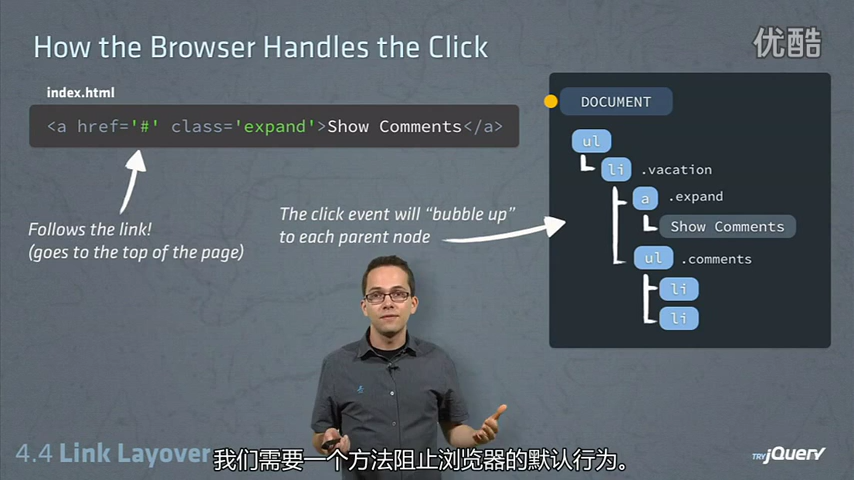 How the Browser Handles the Click
优酷
index.html
<a href='#' class='expand'>Show Comments</a>
Follows the link!
(goes to the top of the page)
The click event will “bubble up”
to each parent node
DOCUMENT
ul
li .vacation
a .expand
Show Comments
ul .comments
li
li
4.4 Link Layover
我们需要一个方法阻止浏览器的默认行为。
TRY jQUERY